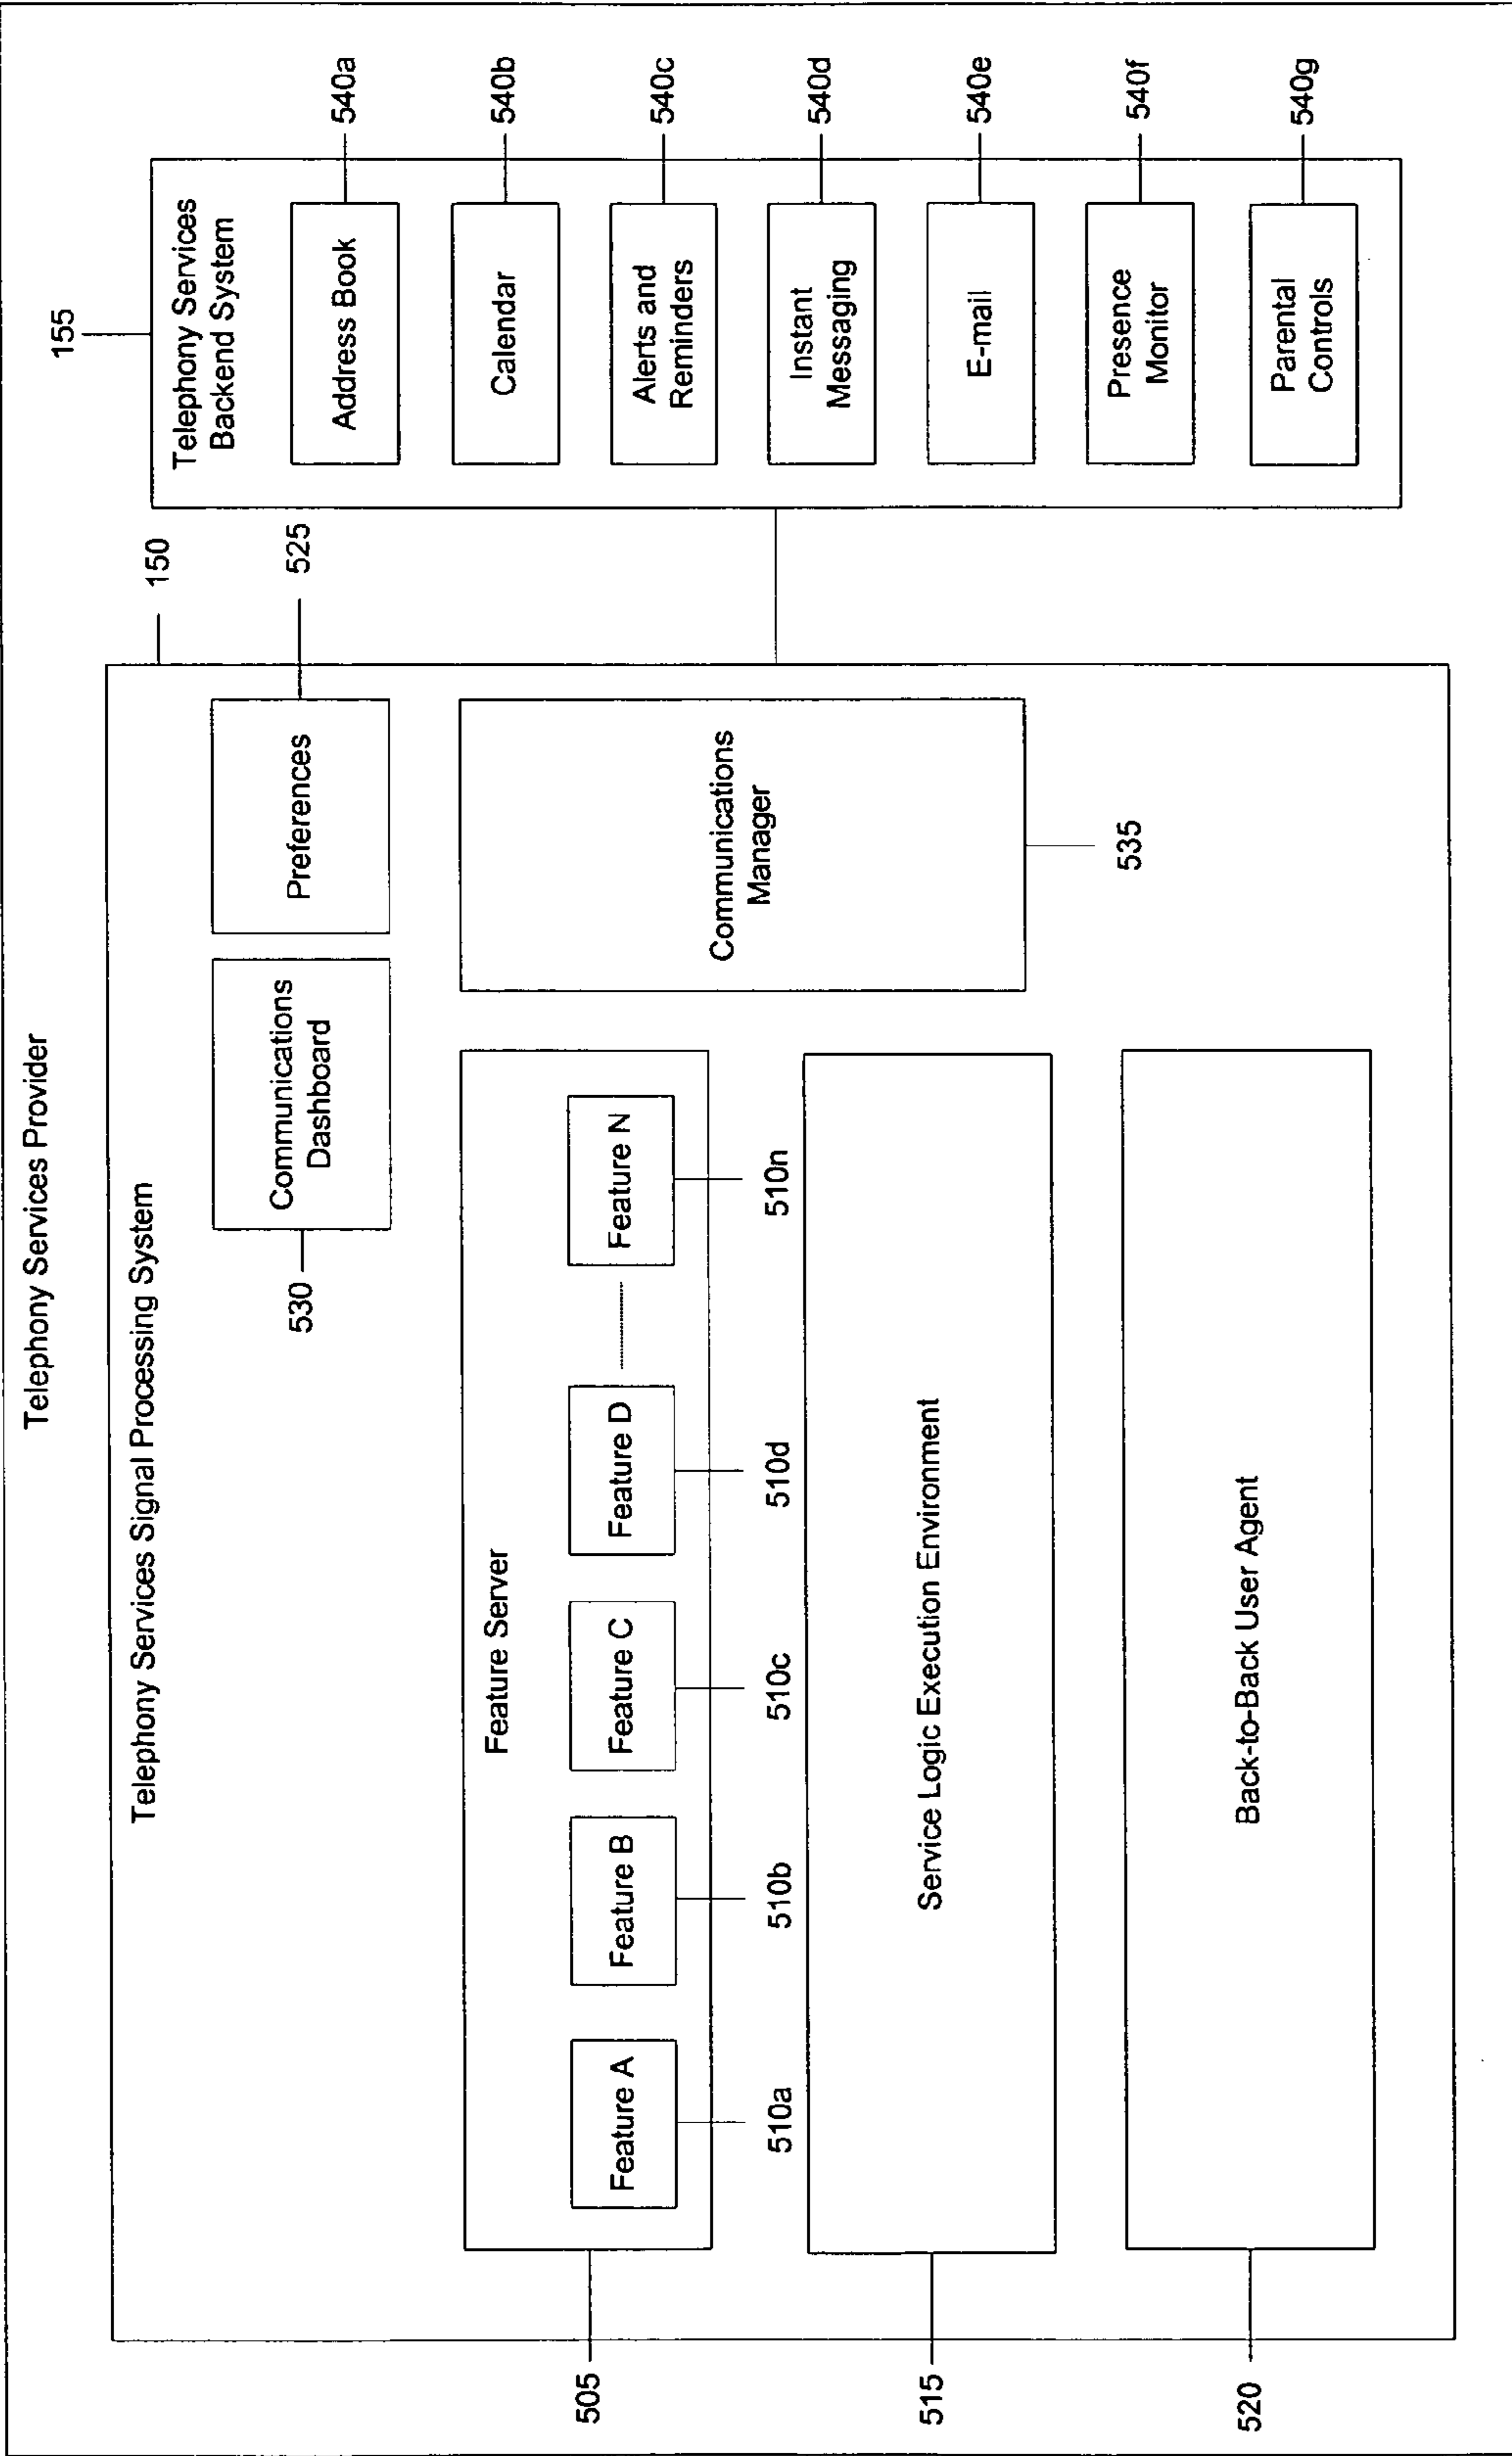 Telephony Services Provider
Telephony Services Signal Processing System
150
155
530
Communications
Dashboard
Preferences
525
Telephony Services
Backend System
505
Feature Server
Feature A
Feature B
Feature C
Feature D
Feature N
510a
510b
510c
510d
510n
Communications
Manager
535
515
Service Logic Execution Environment
520
Back-to-Back User Agent
Address Book
540a
Calendar
540b
Alerts and
Reminders
540c
Instant
Messaging
540d
E-mail
540e
Presence
Monitor
540f
Parental
Controls
540g